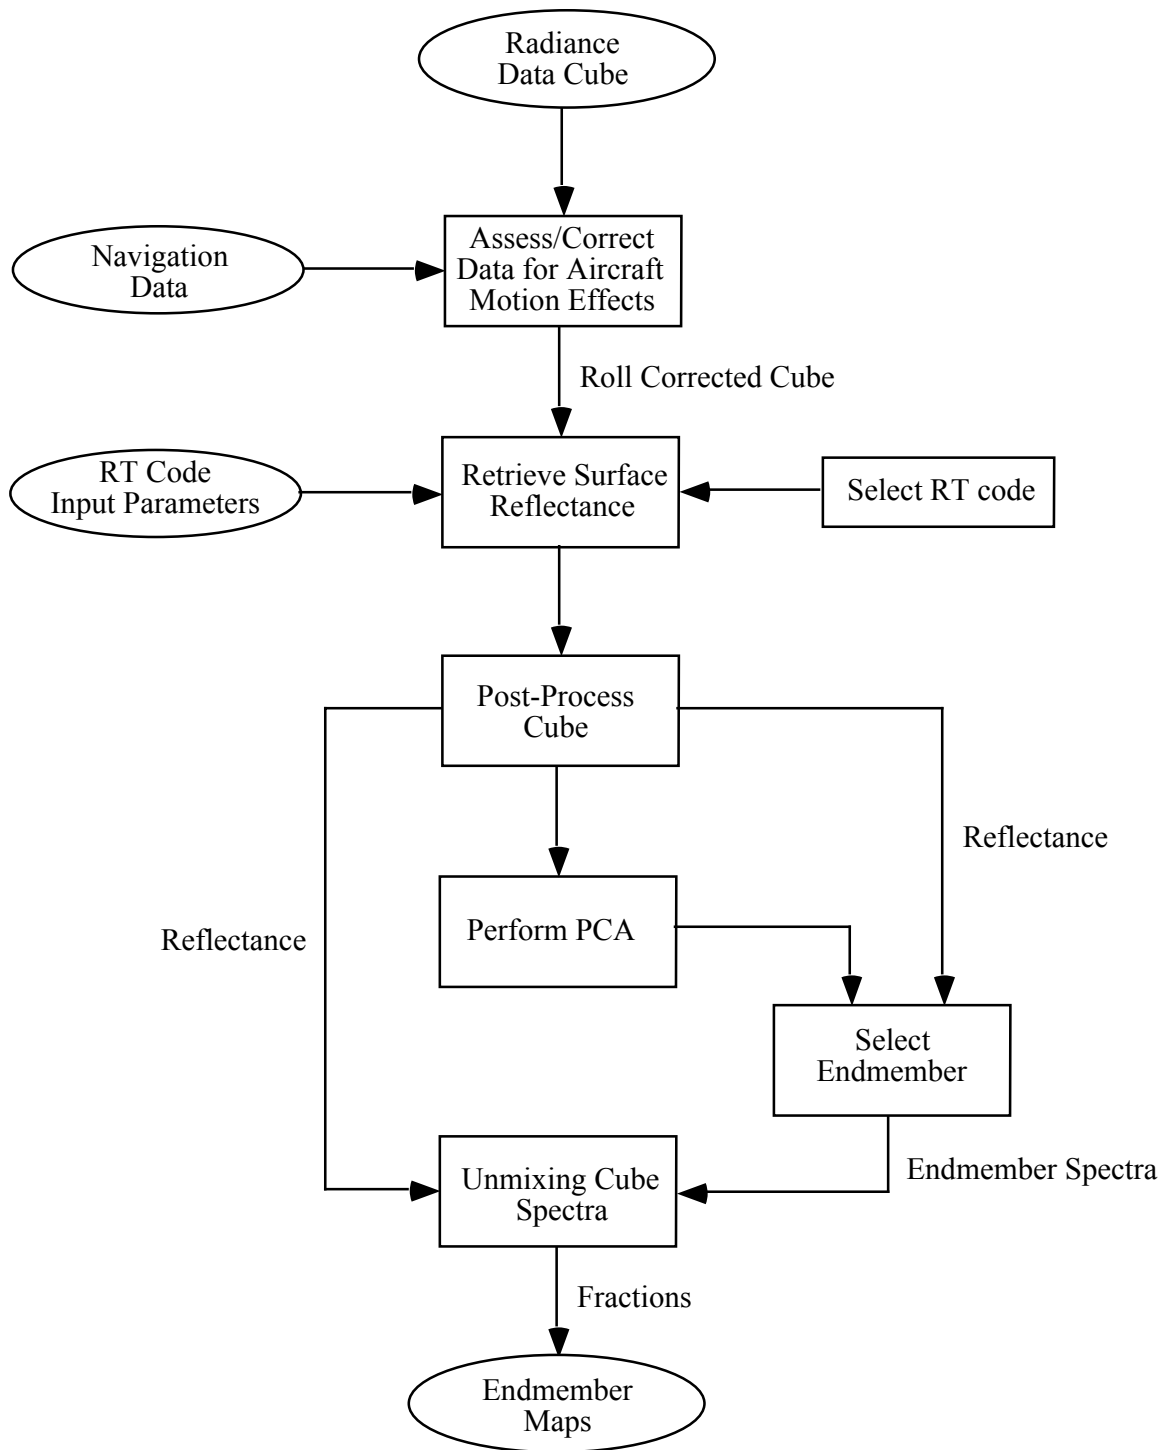 Radiance
Data Cube
Navigation
Data
Assess/Correct
Data for Aircraft
Motion Effects
Roll Corrected Cube
RT Code
Input Parameters
Retrieve Surface
Reflectance
Select RT code
Post-Process
Cube
Reflectance
Perform PCA
Reflectance
Select
Endmember
Unmixing Cube
Spectra
Endmember Spectra
Fractions
Endmember
Maps